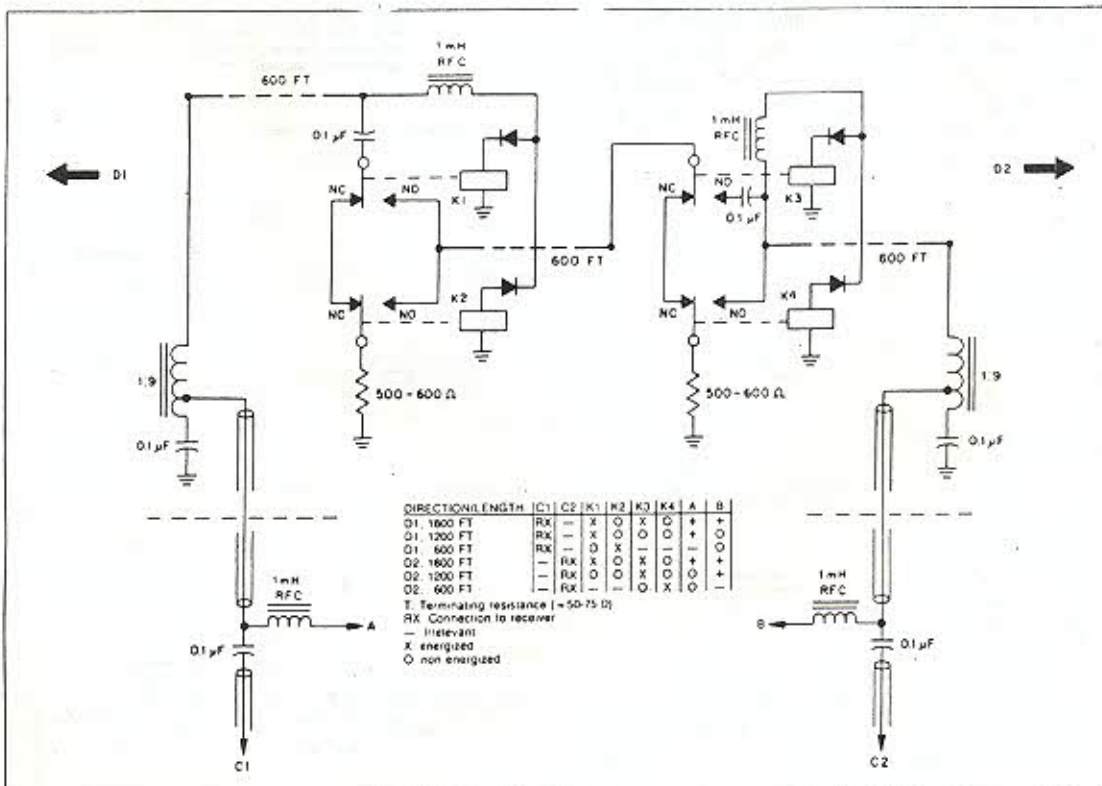 1 mH
RFC
600 FT
0.1 µF
D1
NC
NO
K1
1 mH
RFC
NC
NO
0.1 µF
K3
D2
600 FT
600 FT
NC
NO
K2
NC
NO
K4
1:9
500-600 Ω
500-600 Ω
1:9
0.1 µF
0.1 µF
DIRECTION/LENGTH C1 C2 K1 K2 K3 K4 A B
D1, 1800 FT RX — X O X O + +
D1, 1200 FT RX — X O O O + O
D1, 600 FT RX — O X — — — O
D2, 1800 FT — RX X O X O + +
D2, 1200 FT — RX O O X O O +
D2, 600 FT — RX — — O X O —
T: Terminating resistance (≈ 50-75 Ω)
RX: Connection to receiver
— Irrelevant
X: energized
O: non energized
1 mH
RFC
A
0.1 µF
C1
1 mH
RFC
B
0.1 µF
C2